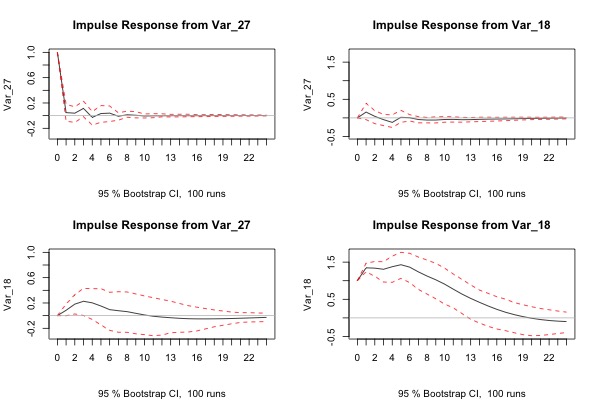 Impulse Response from Var_27
Var_27
-0.2 0.2 0.6 1.0
0 2 4 6 8 10 13 16 19 22
95 % Bootstrap CI, 100 runs
Impulse Response from Var_18
Var_27
-0.5 0.5 1.5
0 2 4 6 8 10 13 16 19 22
95 % Bootstrap CI, 100 runs
Impulse Response from Var_27
Var_18
-0.2 0.2 0.6 1.0
0 2 4 6 8 10 13 16 19 22
95 % Bootstrap CI, 100 runs
Impulse Response from Var_18
Var_18
-0.5 0.5 1.5
0 2 4 6 8 10 13 16 19 22
95 % Bootstrap CI, 100 runs